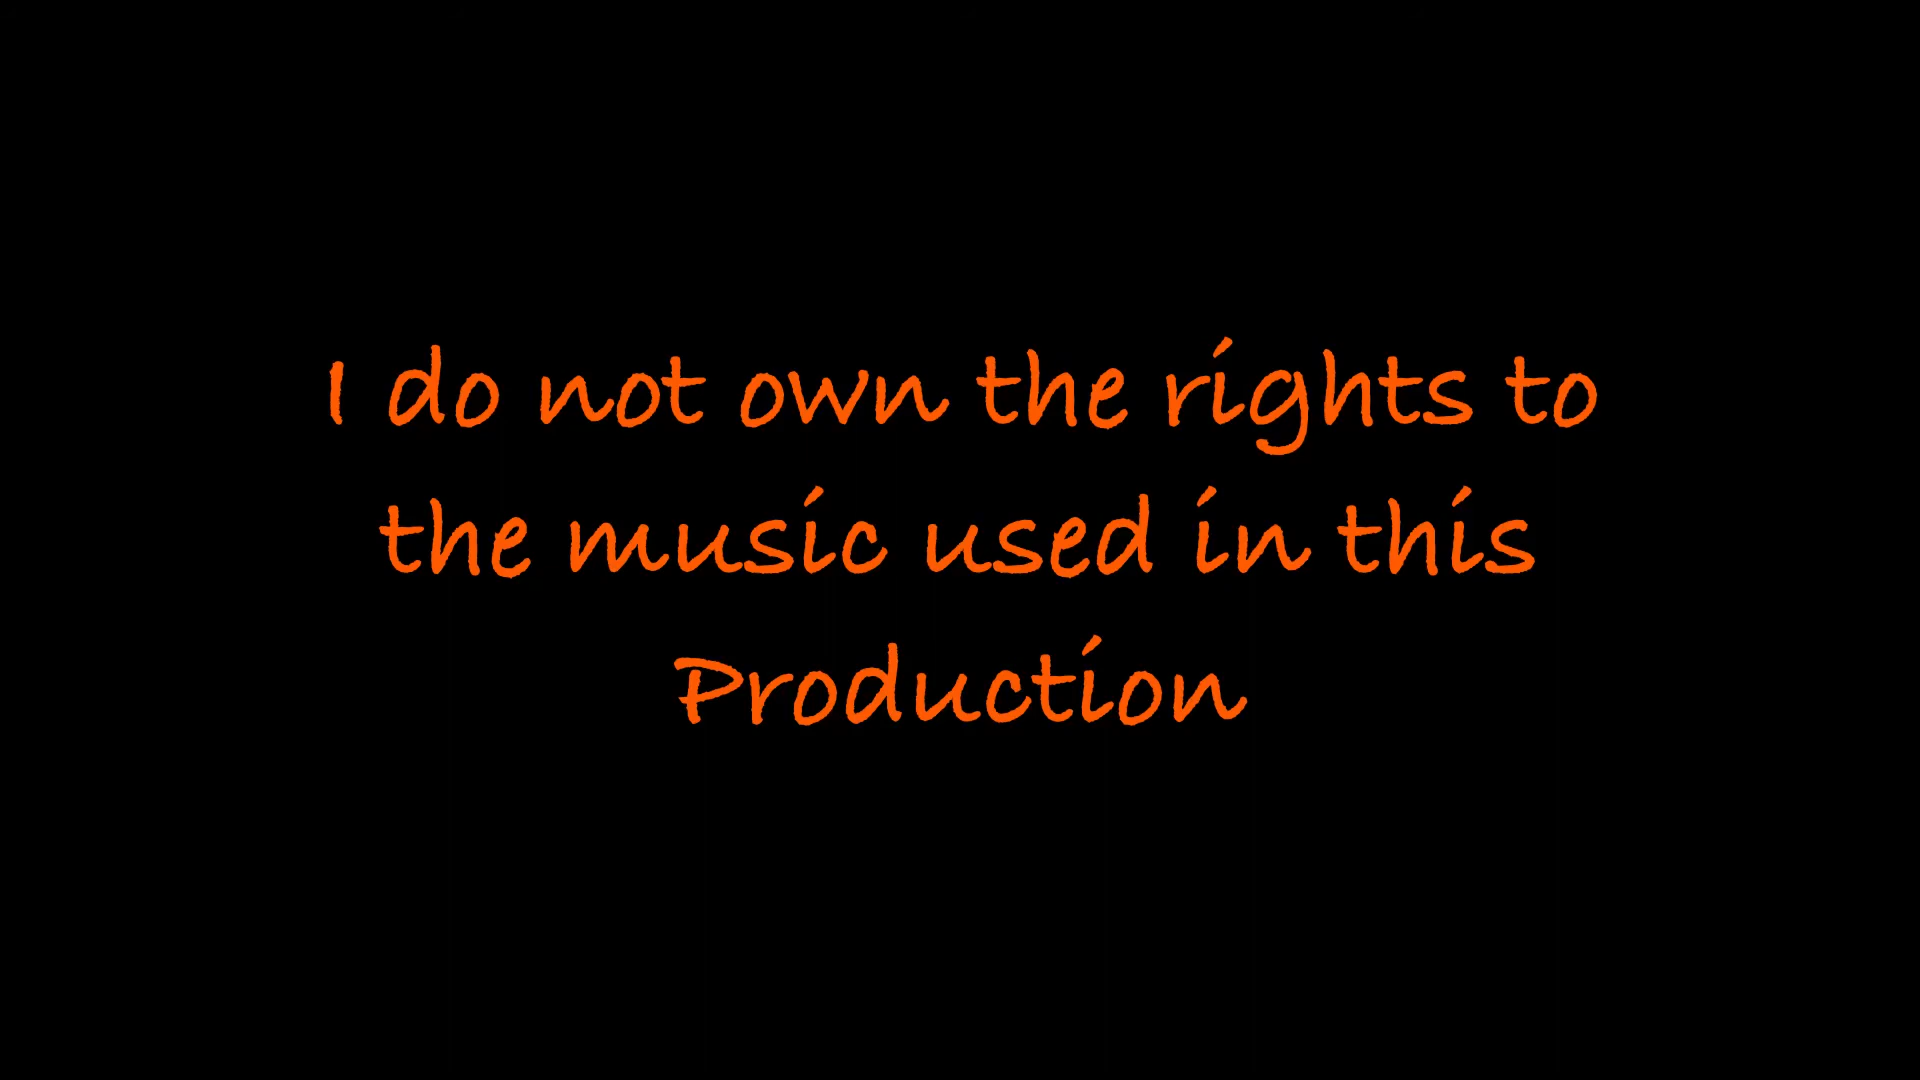 I do not own the rights to
the music used in this
Production